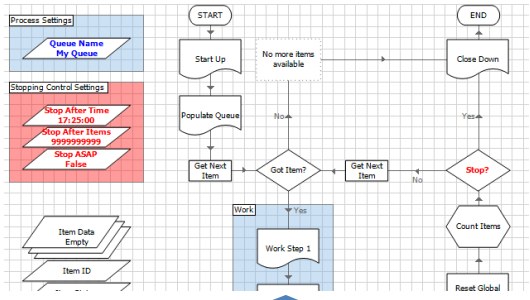 Process Settings
Queue Name
My Queue
Stopping Control Settings
Stop After Time
17:25:00
Stop After Items
9999999999
Stop ASAP
False
Item Data
Empty
Item ID
START
Start Up
Populate Queue
Get Next
Item
No more items
available
No
Got Item?
Yes
Work
Work Step 1
Get Next
Item
No
END
Close Down
Yes
Stop?
Count Items
Reset Global